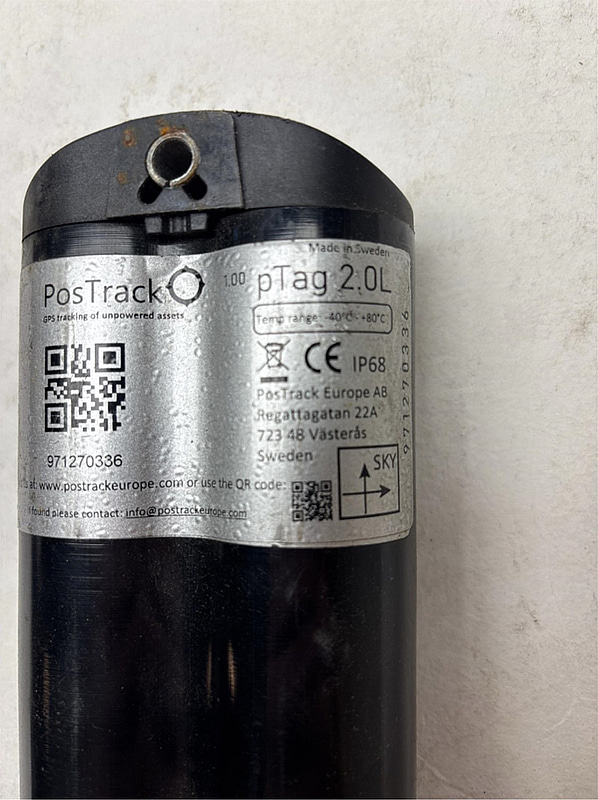 Made in Sweden
PosTrack
1.00
pTag 2.0L
GPS tracking of unpowered assets
Temp range: -40°C - +80°C
CE IP68
PosTrack Europe AB
Regattagatan 22A
723 48 Västerås
Sweden
971270336
SKY
at: www.postrackeurope.com or use the QR code:
found please contact: info@postrackeurope.com
971270336